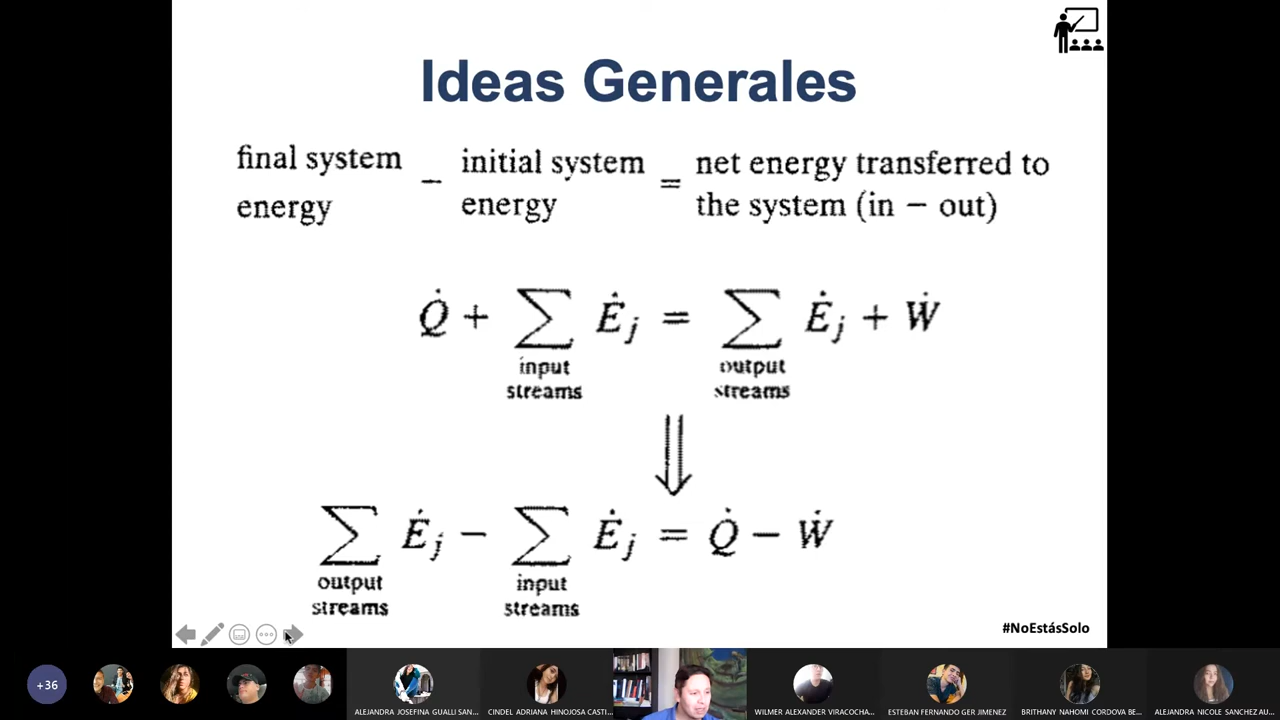 Ideas Generales
final system energy − initial system energy = net energy transferred to the system (in − out)
Q̇ + ∑ Ėj = ∑ Ėj + Ẇ
input streams output streams
⇓
∑ Ėj − ∑ Ėj = Q̇ − Ẇ
output streams input streams
#NoEstásSolo
+36
ALEJANDRA JOSEFINA GUALLI SAN...
CINDEL ADRIANA HINOJOSA CASTI...
WILMER ALEXANDER VIRACOCHA...
ESTEBAN FERNANDO GER JIMENEZ
BRITHANY NAHOMI CORDOVA BE...
ALEJANDRA NICOLE SANCHEZ AU...